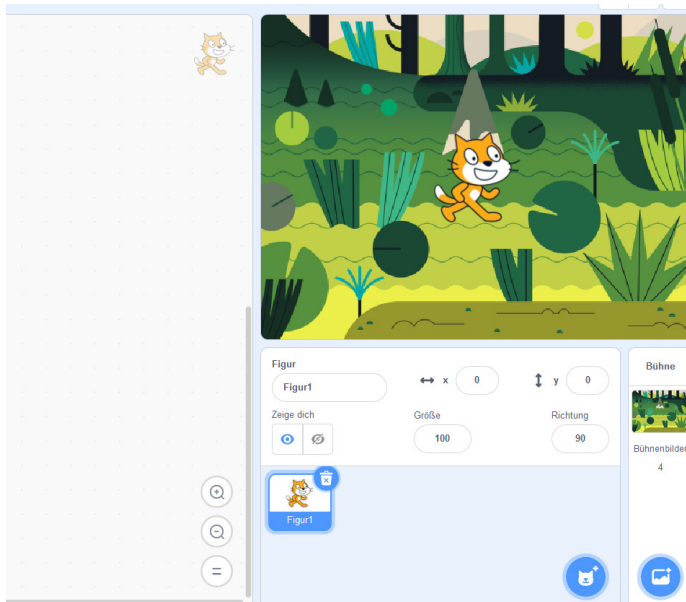 Figur
Figur1
x
0
y
0
Zeige dich
Größe
Richtung
100
90
Figur1
Bühne
Bühnenbilder
4